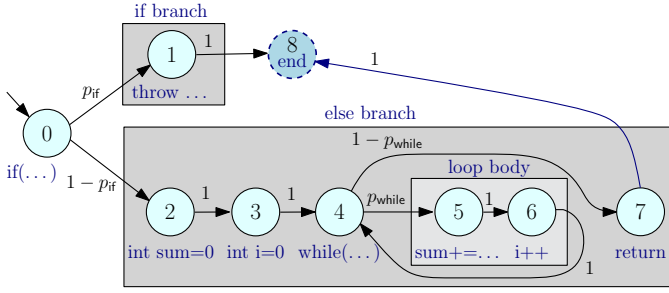 if branch
1
1
8
end
throw …
1
p_if
0
else branch
if(…)
1 − p_if
1 − p_while
loop body
2
1
3
1
4
p_while
5
1
6
7
int sum=0
int i=0
while(…)
sum+=…
i++
1
return